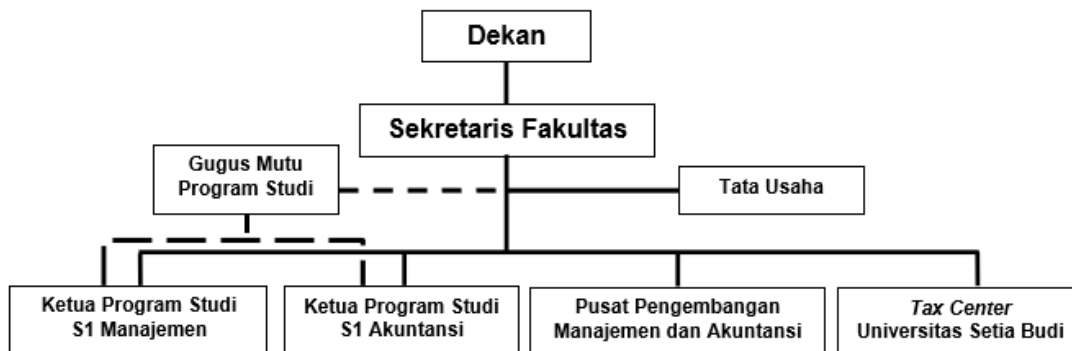 Dekan
Sekretaris Fakultas
Gugus Mutu
Program Studi
Tata Usaha
Ketua Program Studi
S1 Manajemen
Ketua Program Studi
S1 Akuntansi
Pusat Pengembangan
Manajemen dan Akuntansi
Tax Center
Universitas Setia Budi